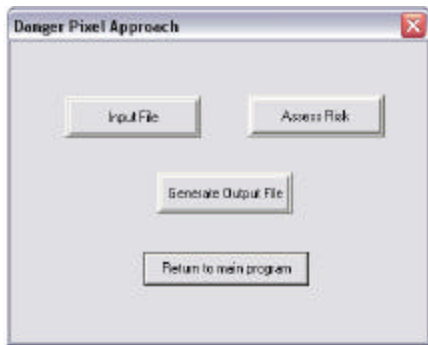 Danger Pixel Approach
Input File
Assess Risk
Generate Output File
Return to main program